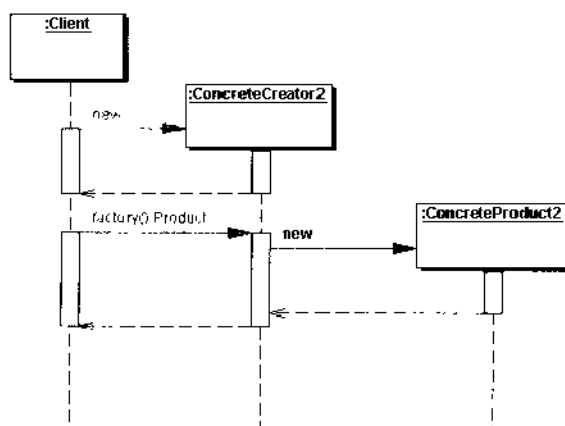 :Client
:ConcreteCreator2
new
factory() Product
:ConcreteProduct2
new